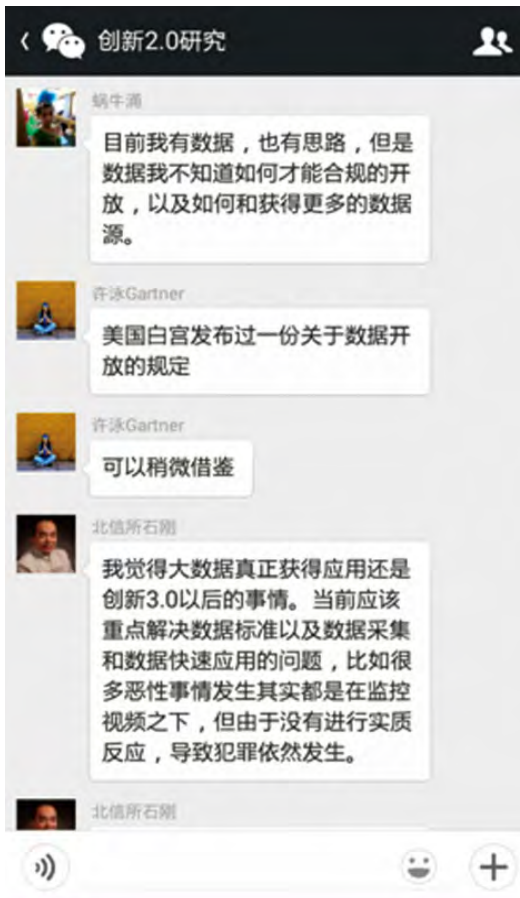 创新2.0研究
蜗牛涌
目前我有数据，也有思路，但是
数据我不知道如何才能合规的开
放，以及如何和获得更多的数据
源。
许泳Gartner
美国白宫发布过一份关于数据开
放的规定
许泳Gartner
可以稍微借鉴
北信所石刚
我觉得大数据真正获得应用还是
创新3.0以后的事情。当前应该
重点解决数据标准以及数据采集
和数据快速应用的问题，比如很
多恶性事情发生其实都是在监控
视频之下，但由于没有进行实质
反应，导致犯罪依然发生。
北信所石刚